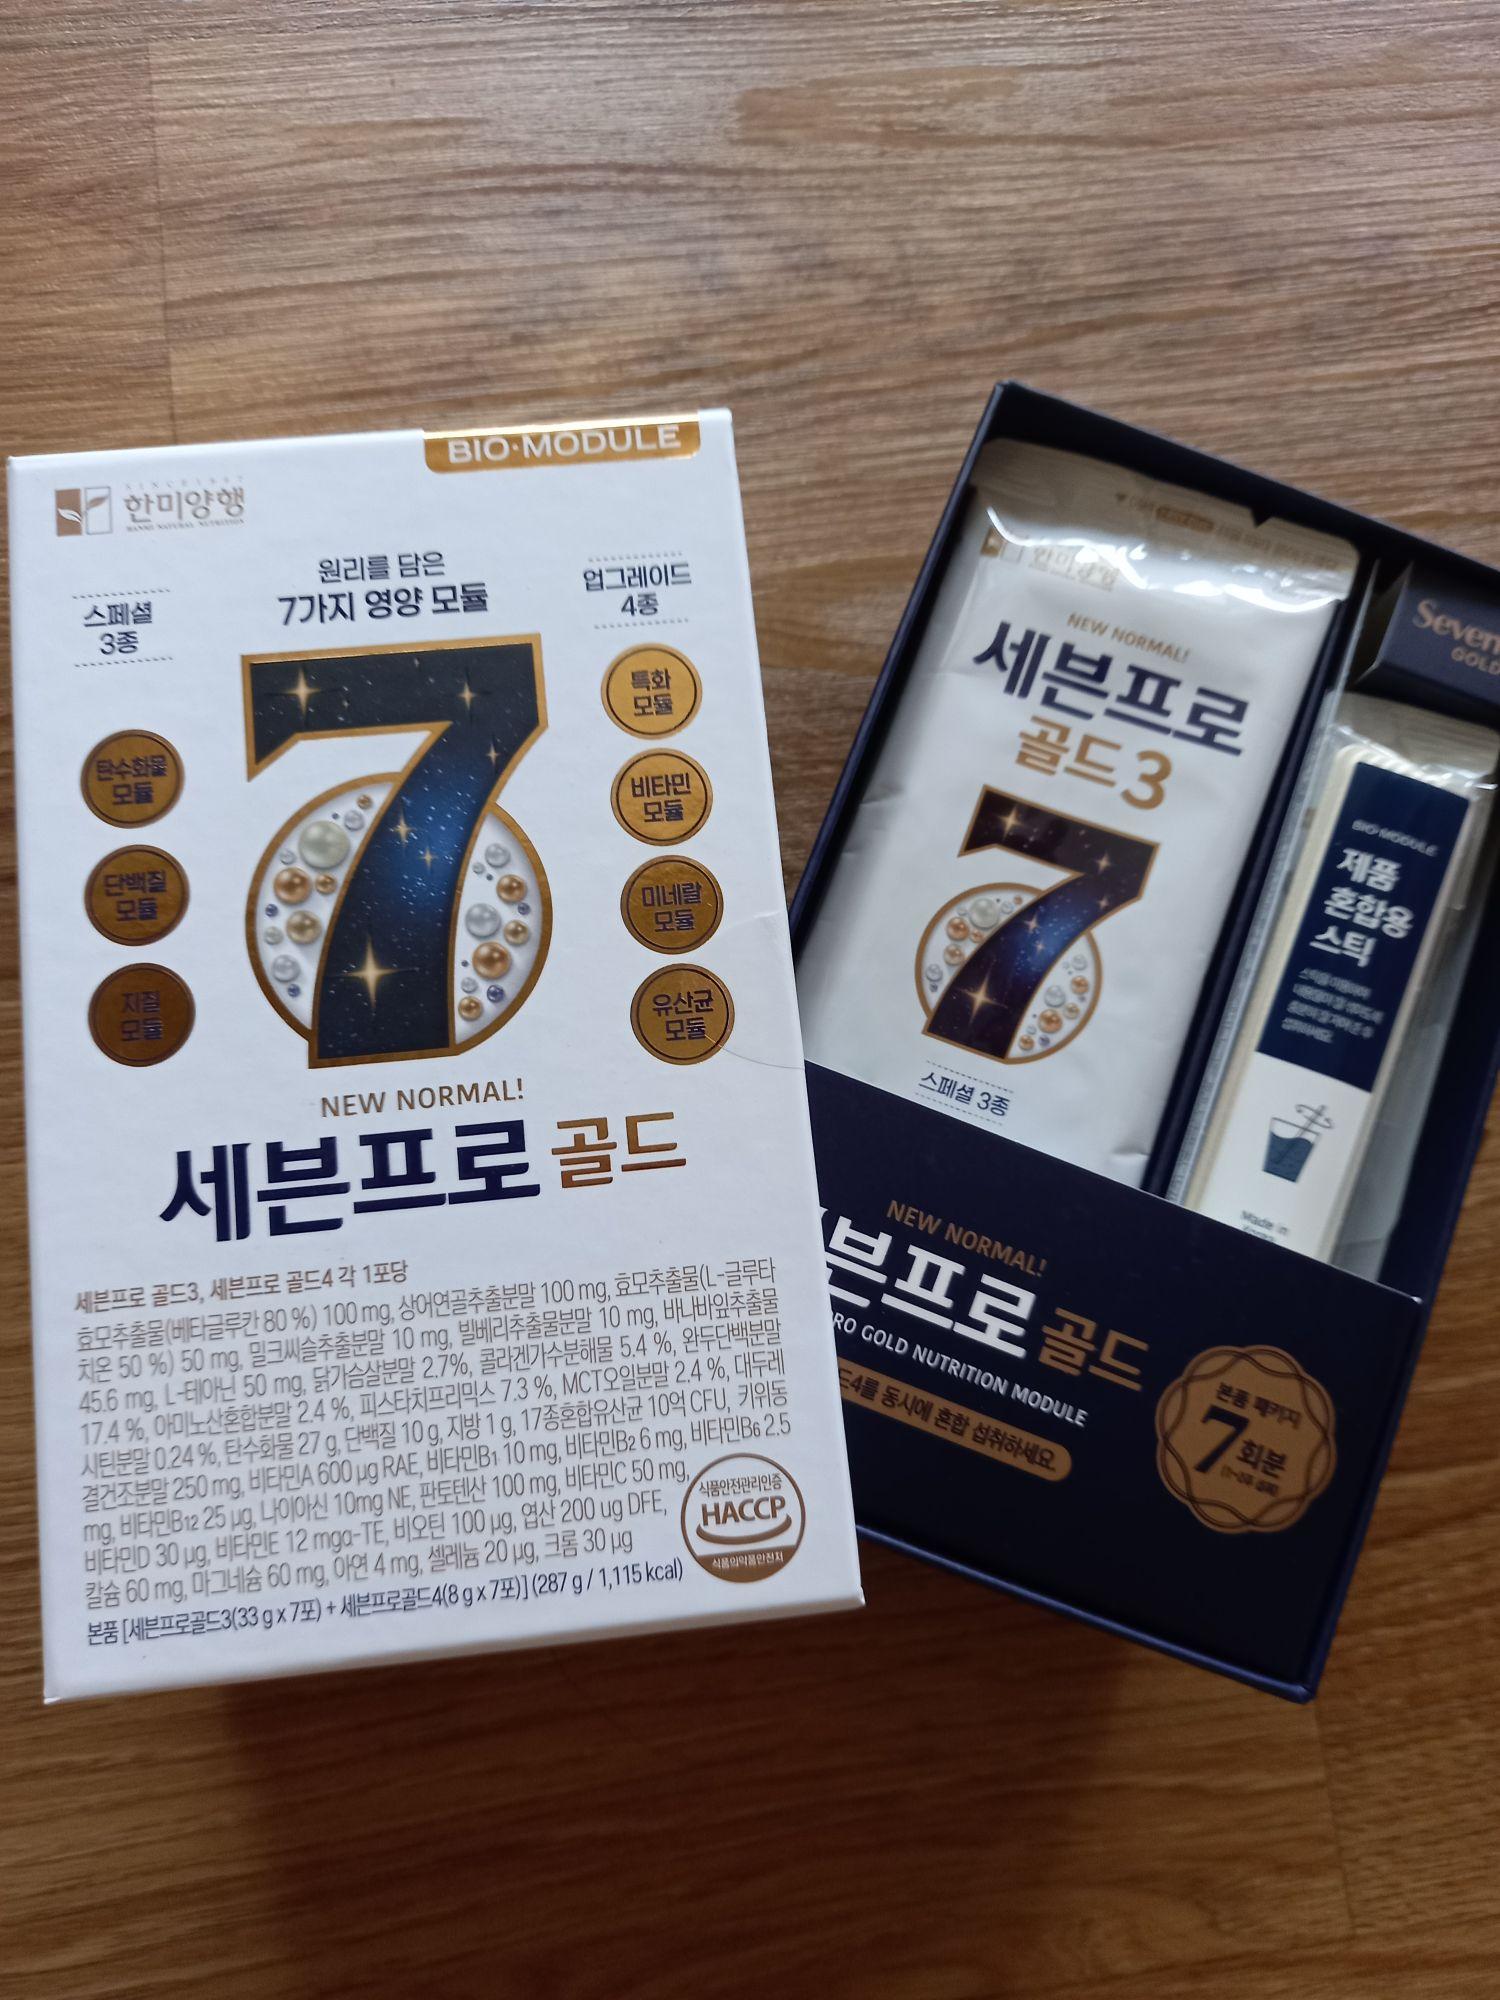 BIO·MODULE
SINCE 1997
한미양행
HANMI NATURAL NUTRITION
원리를 담은
7가지 영양 모듈
스페셜
3종
업그레이드
4종
탄수화물
모듈
단백질
모듈
지질
모듈
특화
모듈
비타민
모듈
미네랄
모듈
유산균
모듈
7
NEW NORMAL!
세븐프로 골드
세븐프로 골드3, 세븐프로 골드4 각 1포당
효모추출물(베타글루칸 80 %) 100 mg, 상어연골추출분말 100 mg, 효모추출물(L-글루타
치온 50 %) 50 mg, 밀크씨슬추출분말 10 mg, 빌베리추출물분말 10 mg, 바나바잎추출물
45.6 mg, L-테아닌 50 mg, 닭가슴살분말 2.7%, 콜라겐가수분해물 5.4 %, 완두단백분말
17.4 %, 아미노산혼합분말 2.4 %, 피스타치프리믹스 7.3 %, MCT오일분말 2.4 %, 대두레
시틴분말 0.24 %, 탄수화물 27 g, 단백질 10 g, 지방 1 g, 17종혼합유산균 10억 CFU, 키위동
결건조분말 250 mg, 비타민A 600 μg RAE, 비타민B1 10 mg, 비타민B2 6 mg, 비타민B6 2.5
mg, 비타민B12 25 μg, 나이아신 10mg NE, 판토텐산 100 mg, 비타민C 50 mg,
비타민D 30 μg, 비타민E 12 mgα-TE, 비오틴 100 μg, 엽산 200 ug DFE,
칼슘 60 mg, 마그네슘 60 mg, 아연 4 mg, 셀레늄 20 μg, 크롬 30 μg
본품 [세븐프로골드3(33 g x 7포) + 세븐프로골드4(8 g x 7포)] (287 g / 1,115 kcal)
식품안전관리인증
HACCP
식품의약품안전처
한미양행
NEW NORMAL!
세븐프로
골드3
7
스페셜 3종
Seven
GOLD
BIO·MODULE
제품
혼합용
스틱
Made in
NEW NORMAL!
븐프로 골드
RO GOLD NUTRITION MODULE
드4를 동시에 혼합 섭취하세요.
본품 패키지
7회분